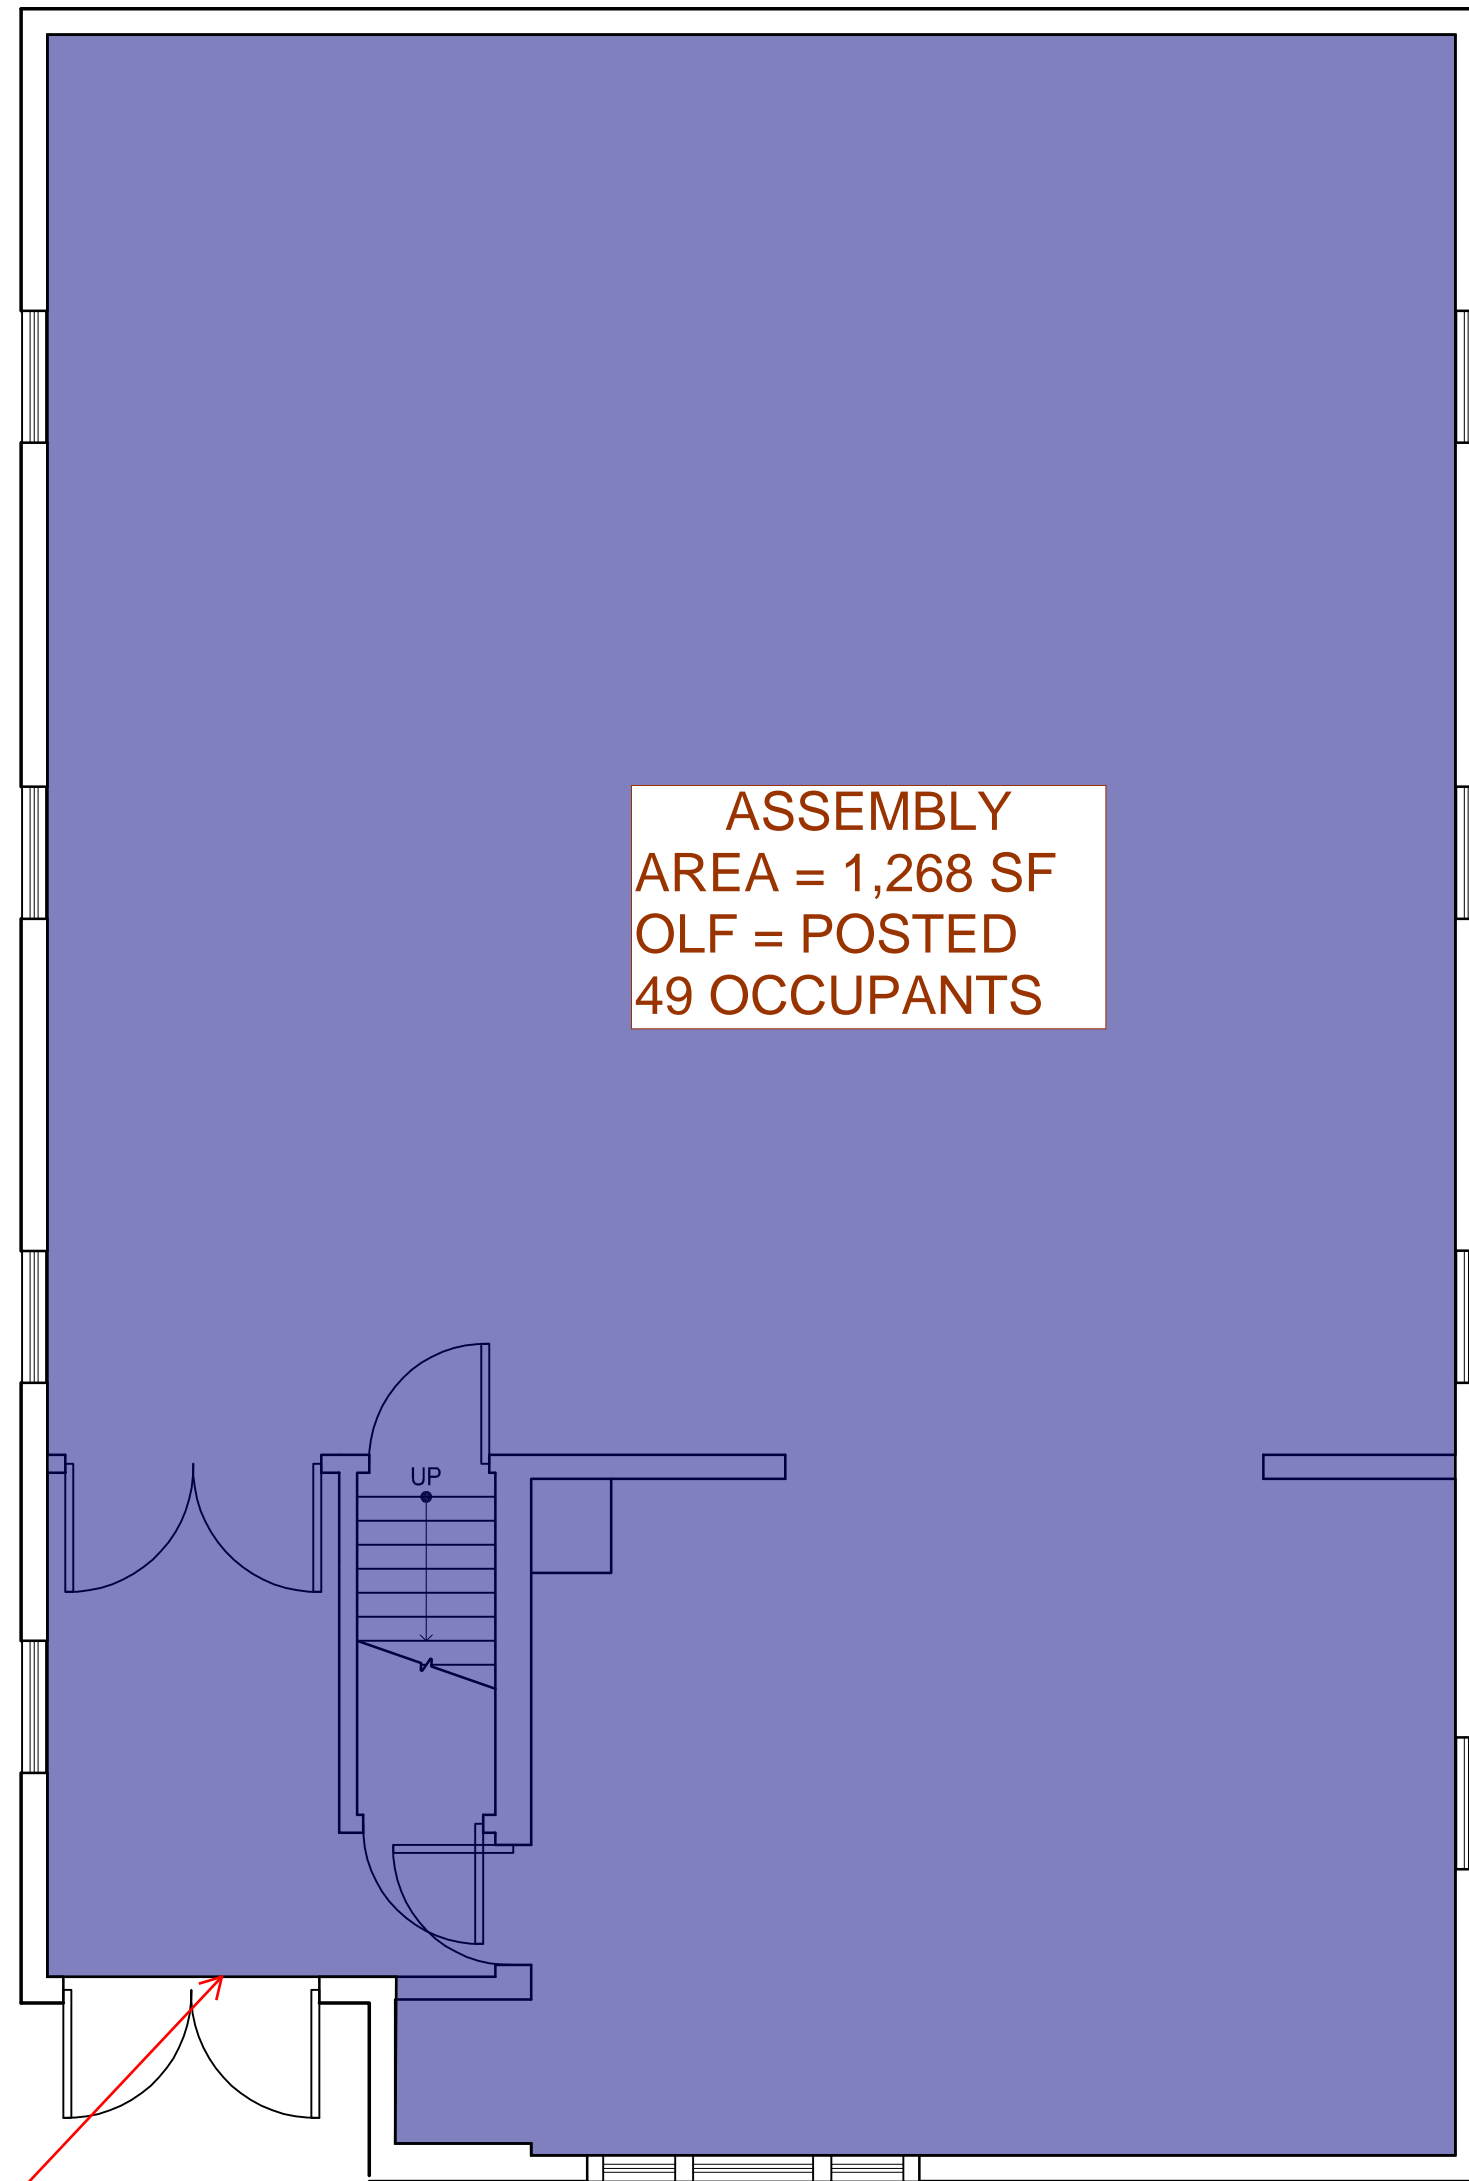 ASSEMBLY
AREA = 1,268 SF
OLF = POSTED
49 OCCUPANTS
UP